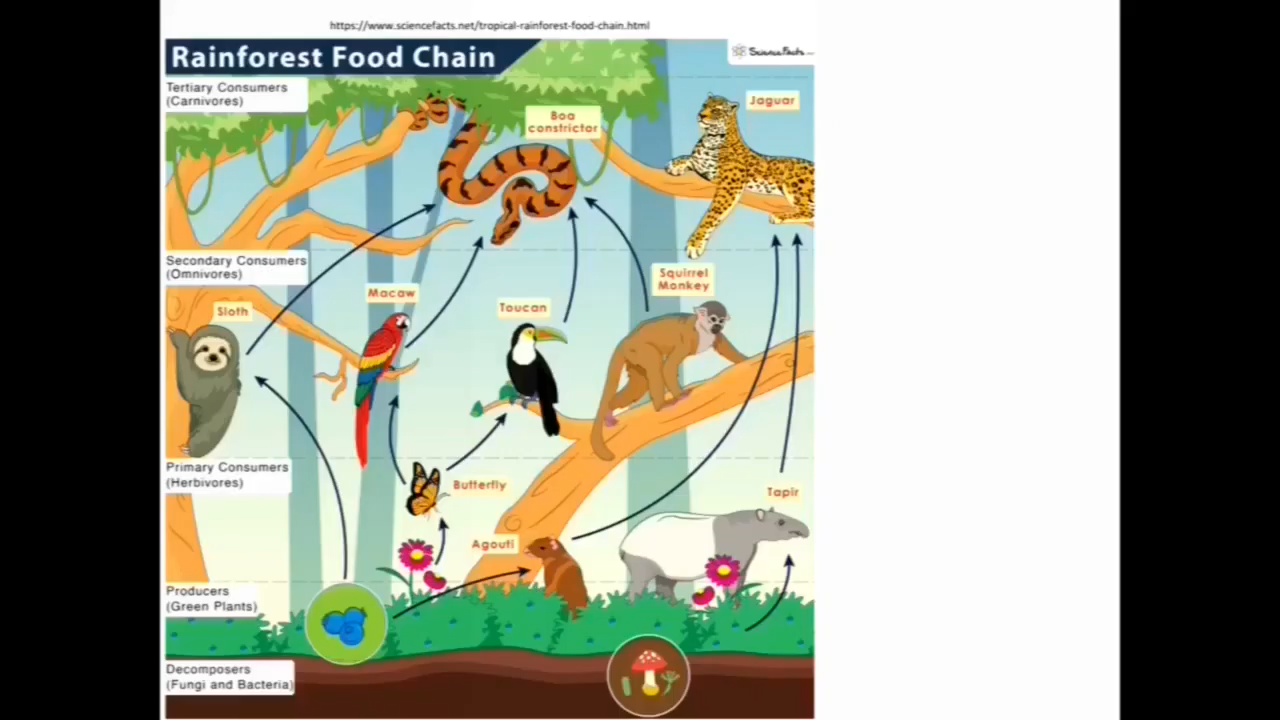 https://www.sciencefacts.net/tropical-rainforest-food-chain.html
Rainforest Food Chain
Science Facts
Tertiary Consumers
(Carnivores)
Boa
constrictor
Jaguar
Secondary Consumers
(Omnivores)
Sloth
Macaw
Toucan
Squirrel
Monkey
Primary Consumers
(Herbivores)
Butterfly
Tapir
Agouti
Producers
(Green Plants)
Decomposers
(Fungi and Bacteria)